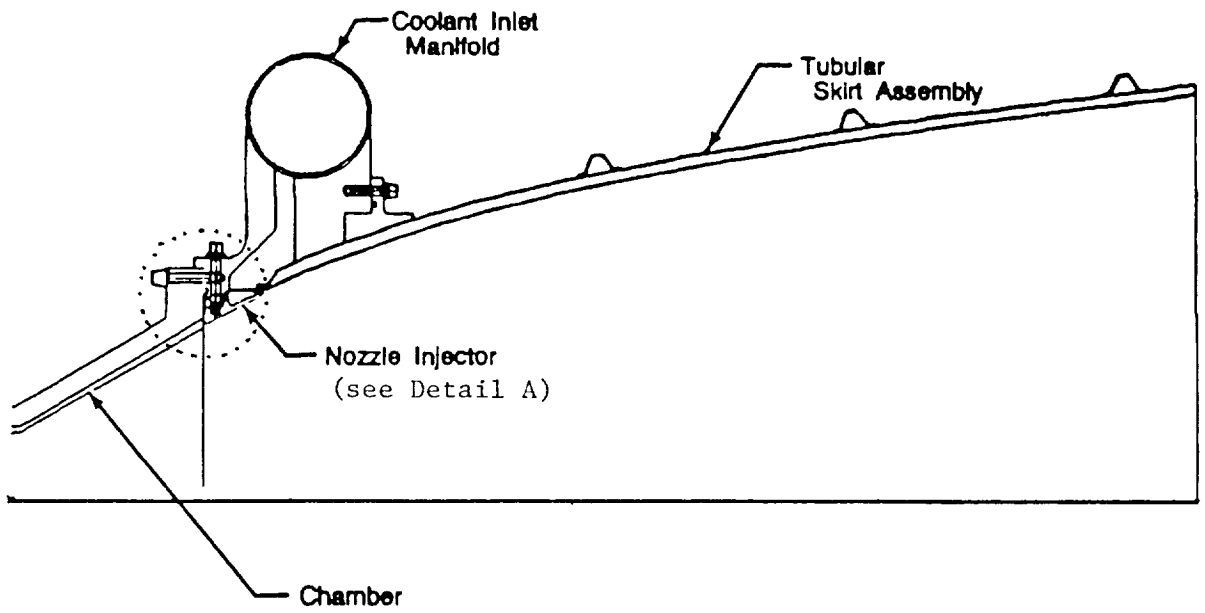 Coolant Inlet
Manifold
Tubular
Skirt Assembly
Nozzle Injector
(see Detail A)
Chamber